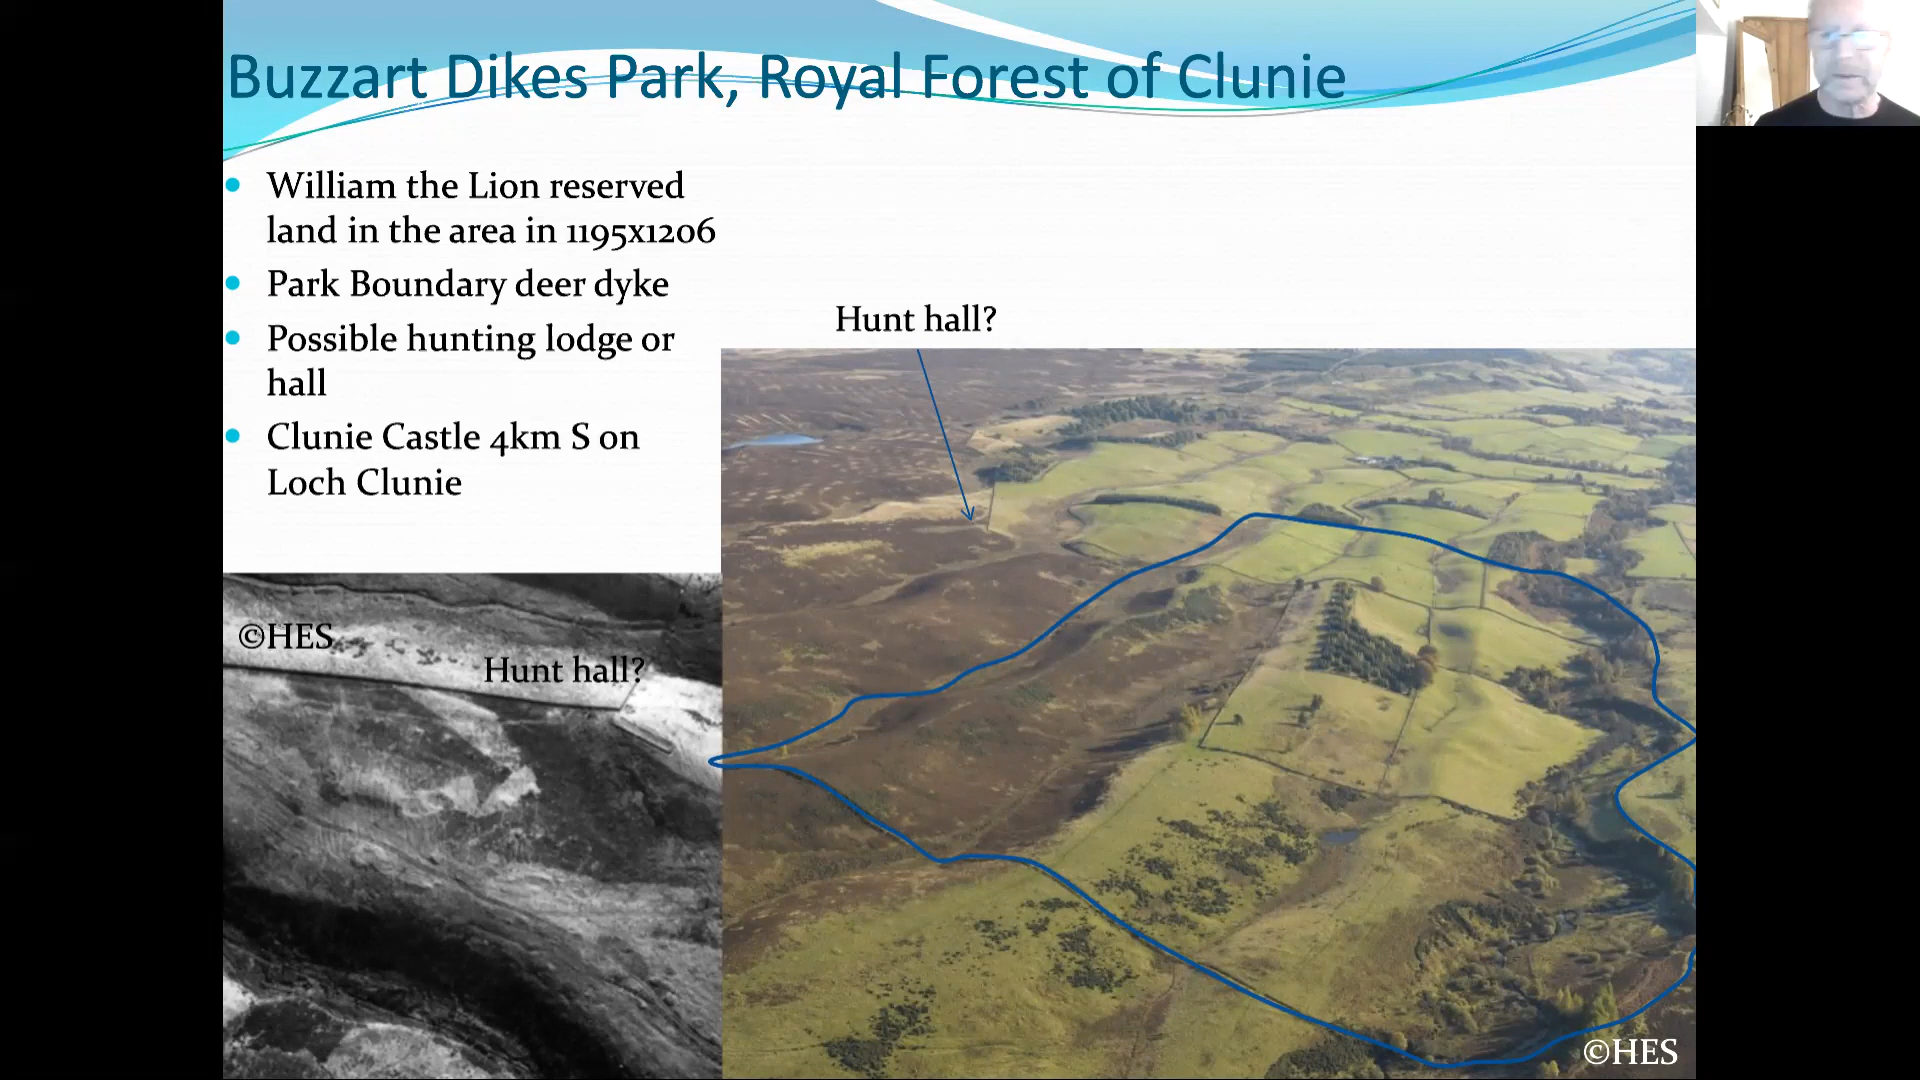 Buzzart Dikes Park, Royal Forest of Clunie
William the Lion reserved
land in the area in 1195x1206
Park Boundary deer dyke
Possible hunting lodge or
hall
Clunie Castle 4km S on
Loch Clunie
Hunt hall?
©HES
Hunt hall?
©HES